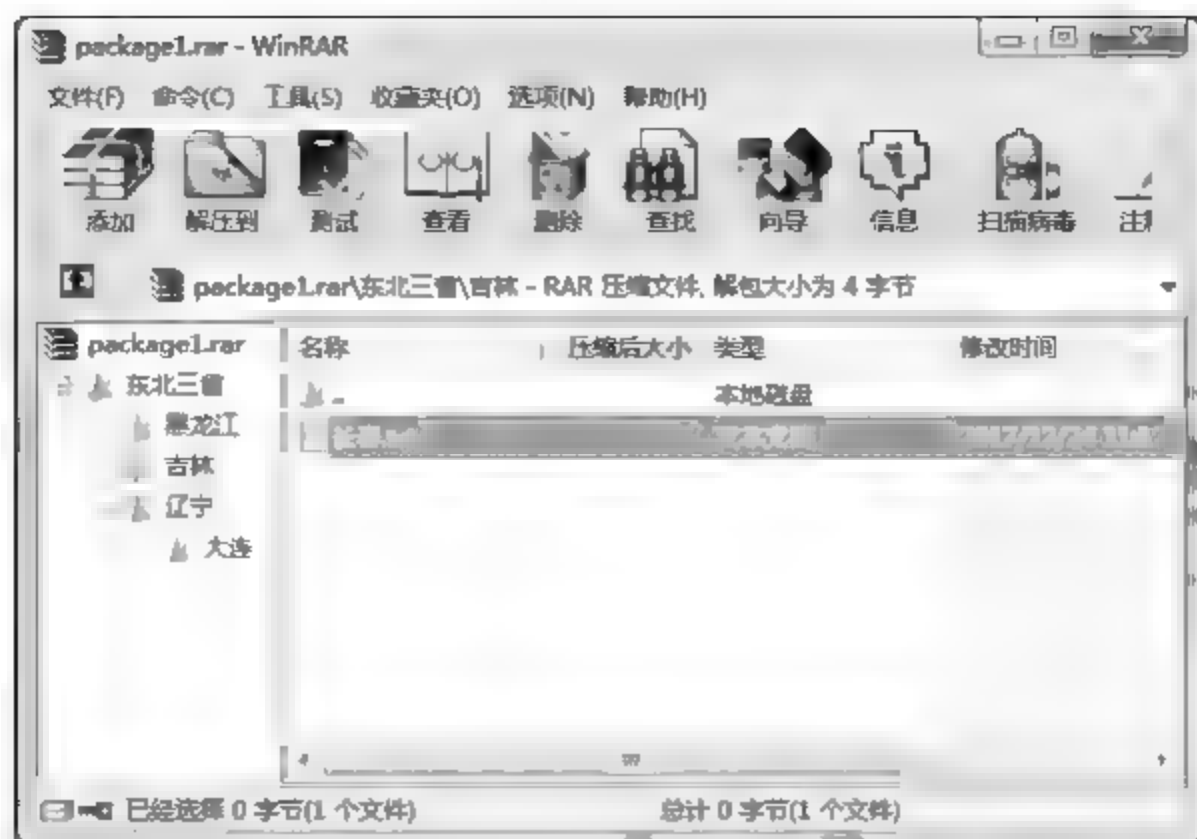 package1.rar - WinRAR
文件(F) 命令(C) 工具(S) 收藏夹(O) 选项(N) 帮助(H)
添加 解压到 测试 查看 删除 查找 向导 信息 扫描病毒
package1.rar\东北三省\吉林 - RAR 压缩文件, 解包大小为 4 字节
package1.rar
东北三省
黑龙江
吉林
辽宁
大连
名称 压缩后大小 类型 修改时间
..
本地磁盘
已经选择 0 字节(1 个文件)
总计 0 字节(1 个文件)